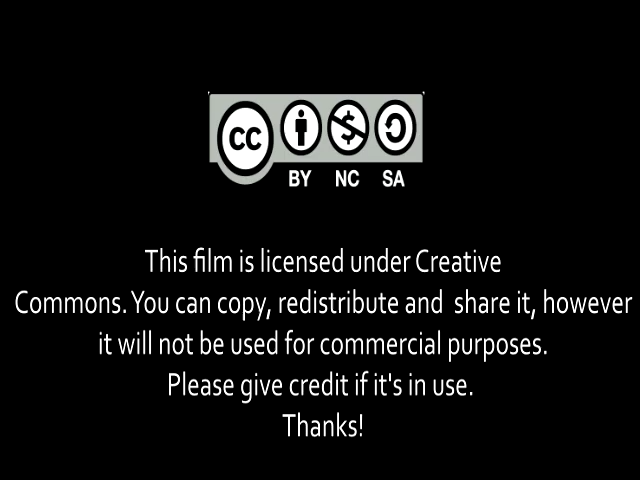 CC
BY NC SA
This film is licensed under Creative
Commons. You can copy, redistribute and share it, however
it will not be used for commercial purposes.
Please give credit if it's in use.
Thanks!